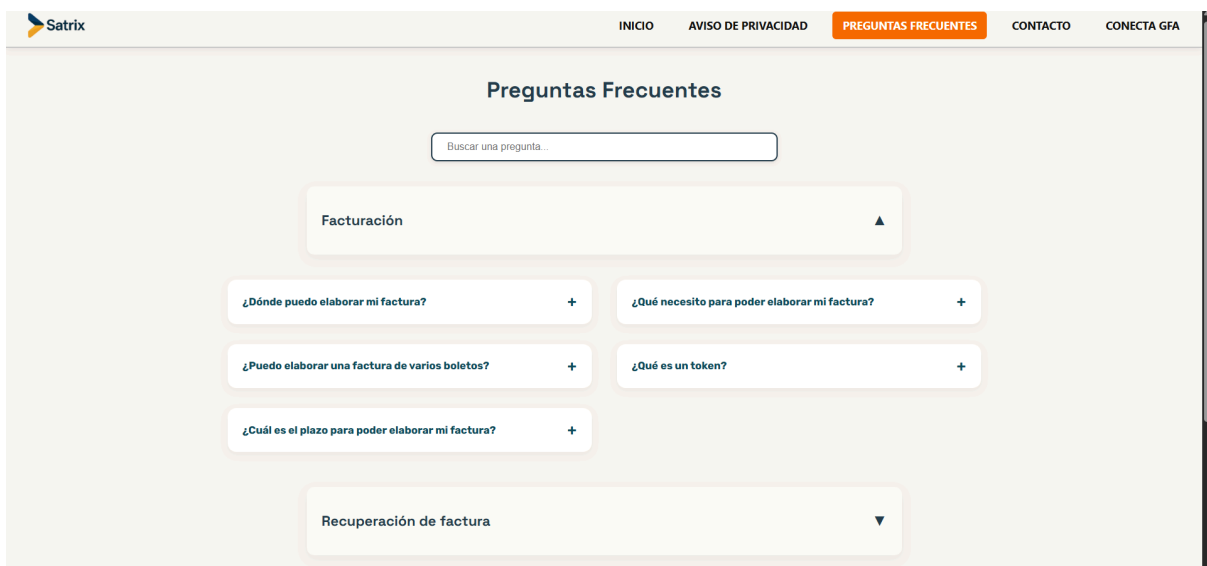 Satrix
INICIO
AVISO DE PRIVACIDAD
PREGUNTAS FRECUENTES
CONTACTO
CONECTA GFA
Preguntas Frecuentes
Buscar una pregunta...
Facturación ▲
¿Dónde puedo elaborar mi factura? +
¿Qué necesito para poder elaborar mi factura? +
¿Puedo elaborar una factura de varios boletos? +
¿Qué es un token? +
¿Cuál es el plazo para poder elaborar mi factura? +
Recuperación de factura ▼